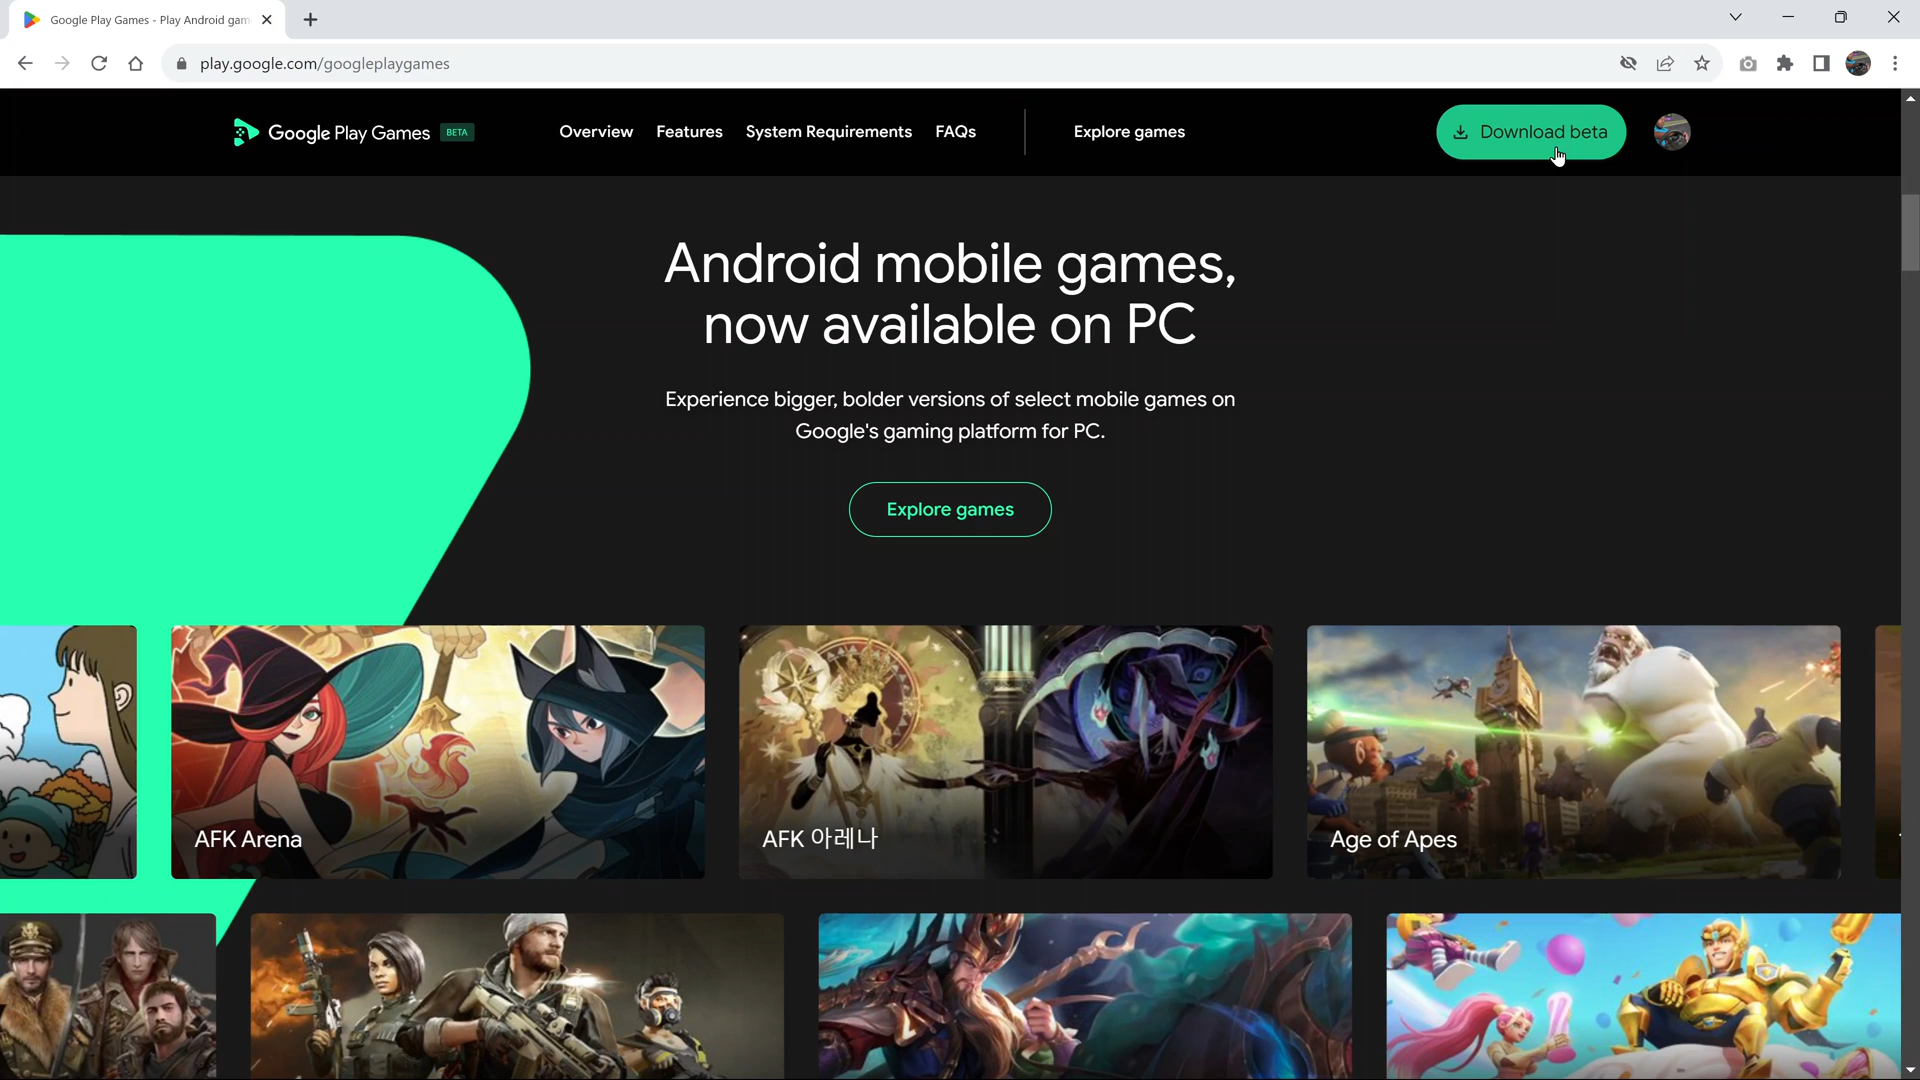 Google Play Games - Play Android gam
play.google.com/googleplaygames
Google Play Games BETA
Overview
Features
System Requirements
FAQs
Explore games
Download beta
Android mobile games,
now available on PC
Experience bigger, bolder versions of select mobile games on
Google's gaming platform for PC.
Explore games
AFK Arena
AFK 아레나
Age of Apes